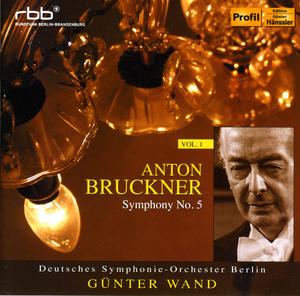 rbb
RUNDFUNK BERLIN-BRANDENBURG
Profil
Edition
Günter
Hänssler
VOL. 1
ANTON
BRUCKNER
Symphony No. 5
Deutsches Symphonie-Orchester Berlin
GÜNTER WAND